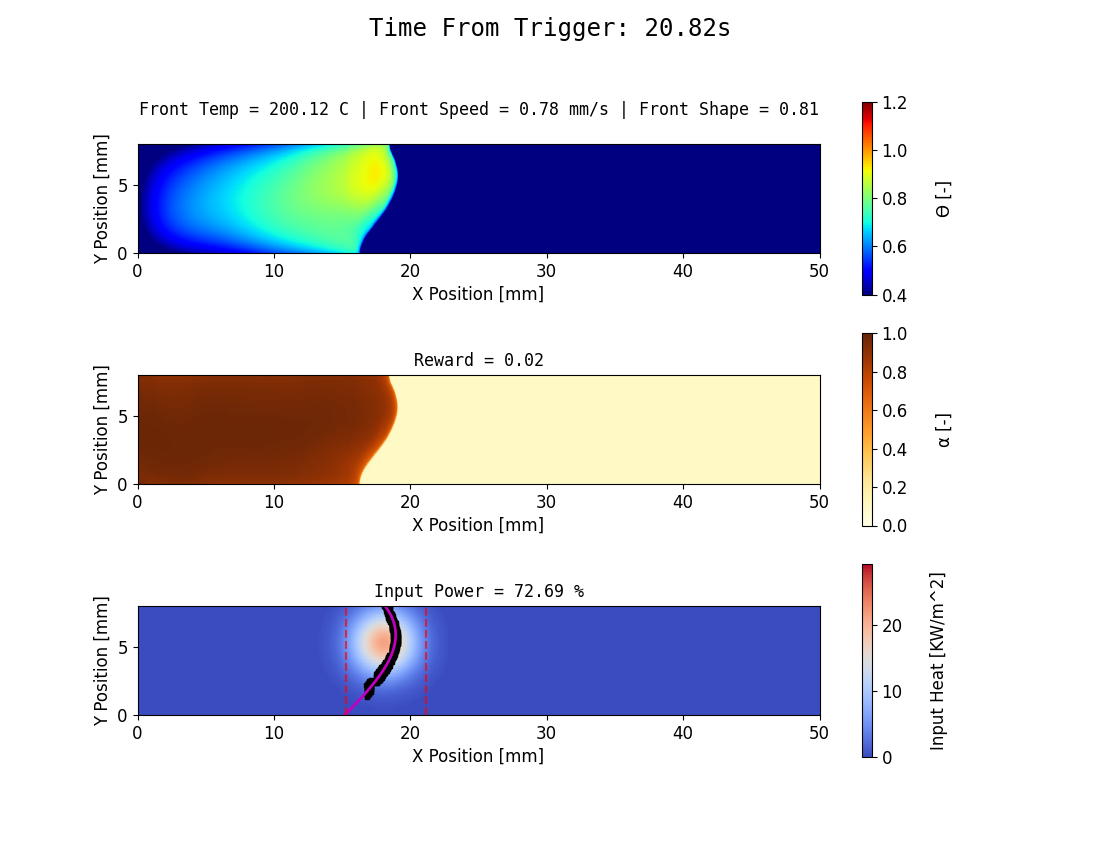 Time From Trigger: 20.82s
Front Temp = 200.12 C | Front Speed = 0.78 mm/s | Front Shape = 0.81
Y Position [mm]
5
0
0 10 20 30 40 50
X Position [mm]
1.2
1.0
0.8
0.6
0.4
Θ [-]
Reward = 0.02
Y Position [mm]
5
0
0 10 20 30 40 50
X Position [mm]
1.0
0.8
0.6
0.4
0.2
0.0
α [-]
Input Power = 72.69 %
Y Position [mm]
5
0
0 10 20 30 40 50
X Position [mm]
20
10
0
Input Heat [KW/m^2]